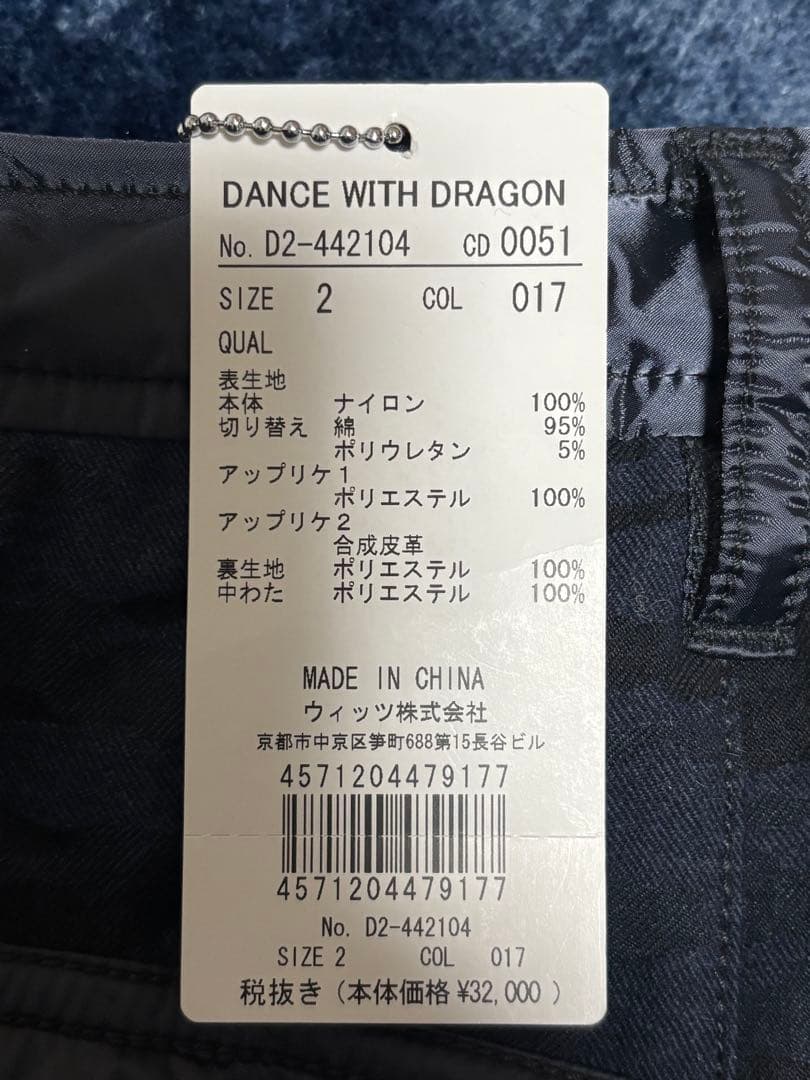 DANCE WITH DRAGON
No. D2-442104 CD 0051
SIZE 2 COL 017
QUAL
表生地
本体 ナイロン 100%
切り替え 綿 95%
ポリウレタン 5%
アップリケ1
ポリエステル 100%
アップリケ2
合成皮革
裏生地 ポリエステル 100%
中わた ポリエステル 100%
MADE IN CHINA
ウィッツ株式会社
京都市中京区笋町688第15長谷ビル
4571204479177
4571204479177
No. D2-442104
SIZE 2 COL 017
税抜き (本体価格 ¥32,000 )